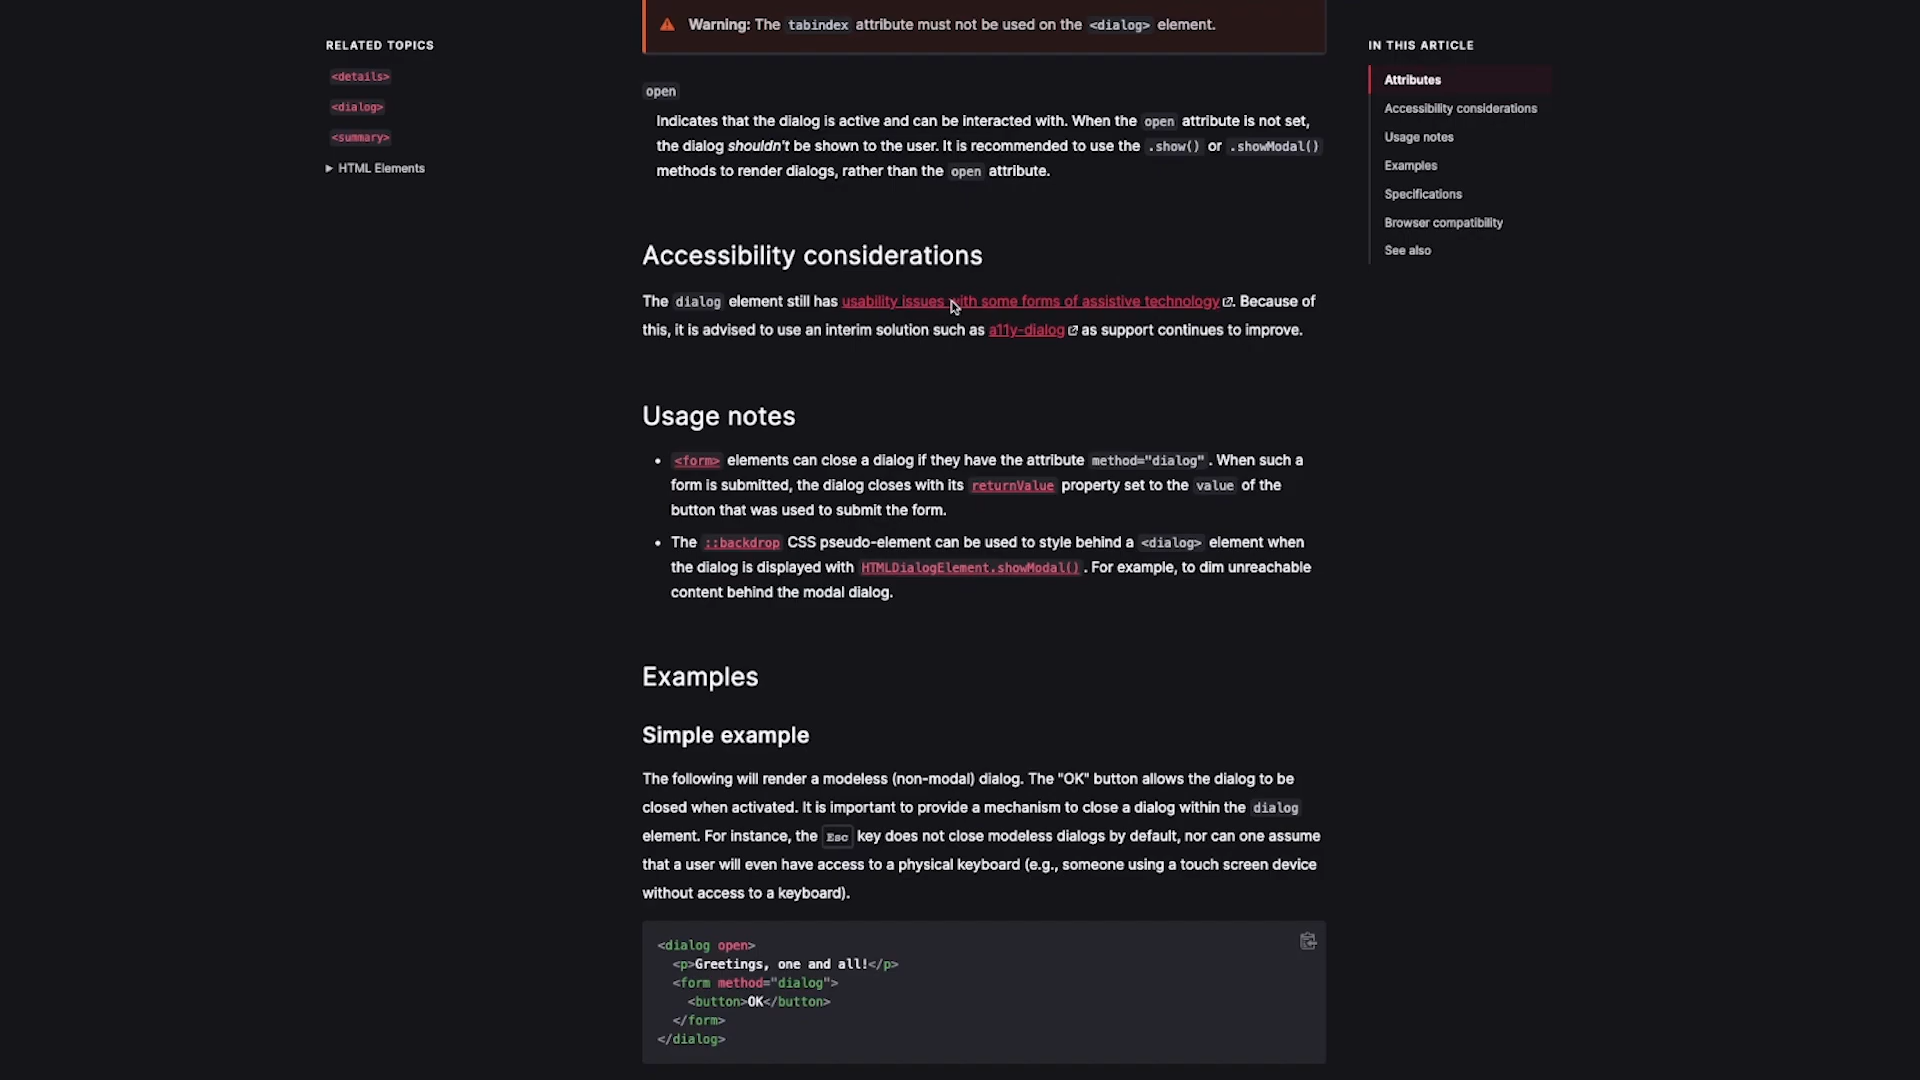 RELATED TOPICS
<details>
<dialog>
<summary>
HTML Elements
Warning: The tabindex attribute must not be used on the <dialog> element.
open
Indicates that the dialog is active and can be interacted with. When the open attribute is not set,
the dialog shouldn't be shown to the user. It is recommended to use the .show() or .showModal()
methods to render dialogs, rather than the open attribute.
Accessibility considerations
The dialog element still has usability issues with some forms of assistive technology. Because of
this, it is advised to use an interim solution such as a11y-dialog as support continues to improve.
Usage notes
• <form> elements can close a dialog if they have the attribute method="dialog". When such a
form is submitted, the dialog closes with its returnValue property set to the value of the
button that was used to submit the form.
• The ::backdrop CSS pseudo-element can be used to style behind a <dialog> element when
the dialog is displayed with HTMLDialogElement.showModal(). For example, to dim unreachable
content behind the modal dialog.
Examples
Simple example
The following will render a modeless (non-modal) dialog. The "OK" button allows the dialog to be
closed when activated. It is important to provide a mechanism to close a dialog within the dialog
element. For instance, the Esc key does not close modeless dialogs by default, nor can one assume
that a user will even have access to a physical keyboard (e.g., someone using a touch screen device
without access to a keyboard).
<dialog open>
<p>Greetings, one and all!</p>
<form method="dialog">
<button>OK</button>
</form>
</dialog>
IN THIS ARTICLE
Attributes
Accessibility considerations
Usage notes
Examples
Specifications
Browser compatibility
See also